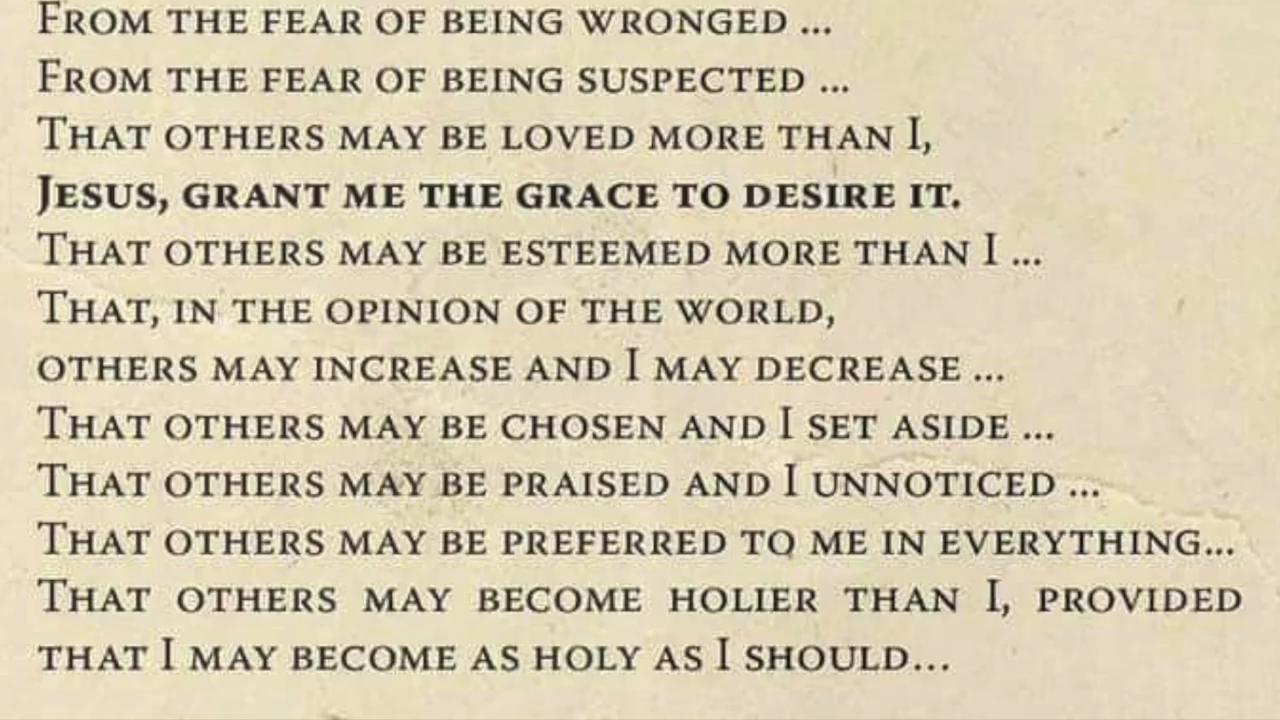 From the fear of being wronged ...
From the fear of being suspected ...
That others may be loved more than I,
Jesus, grant me the grace to desire it.
That others may be esteemed more than I ...
That, in the opinion of the world,
others may increase and I may decrease ...
That others may be chosen and I set aside ...
That others may be praised and I unnoticed ...
That others may be preferred to me in everything...
That others may become holier than I, provided
that I may become as holy as I should...